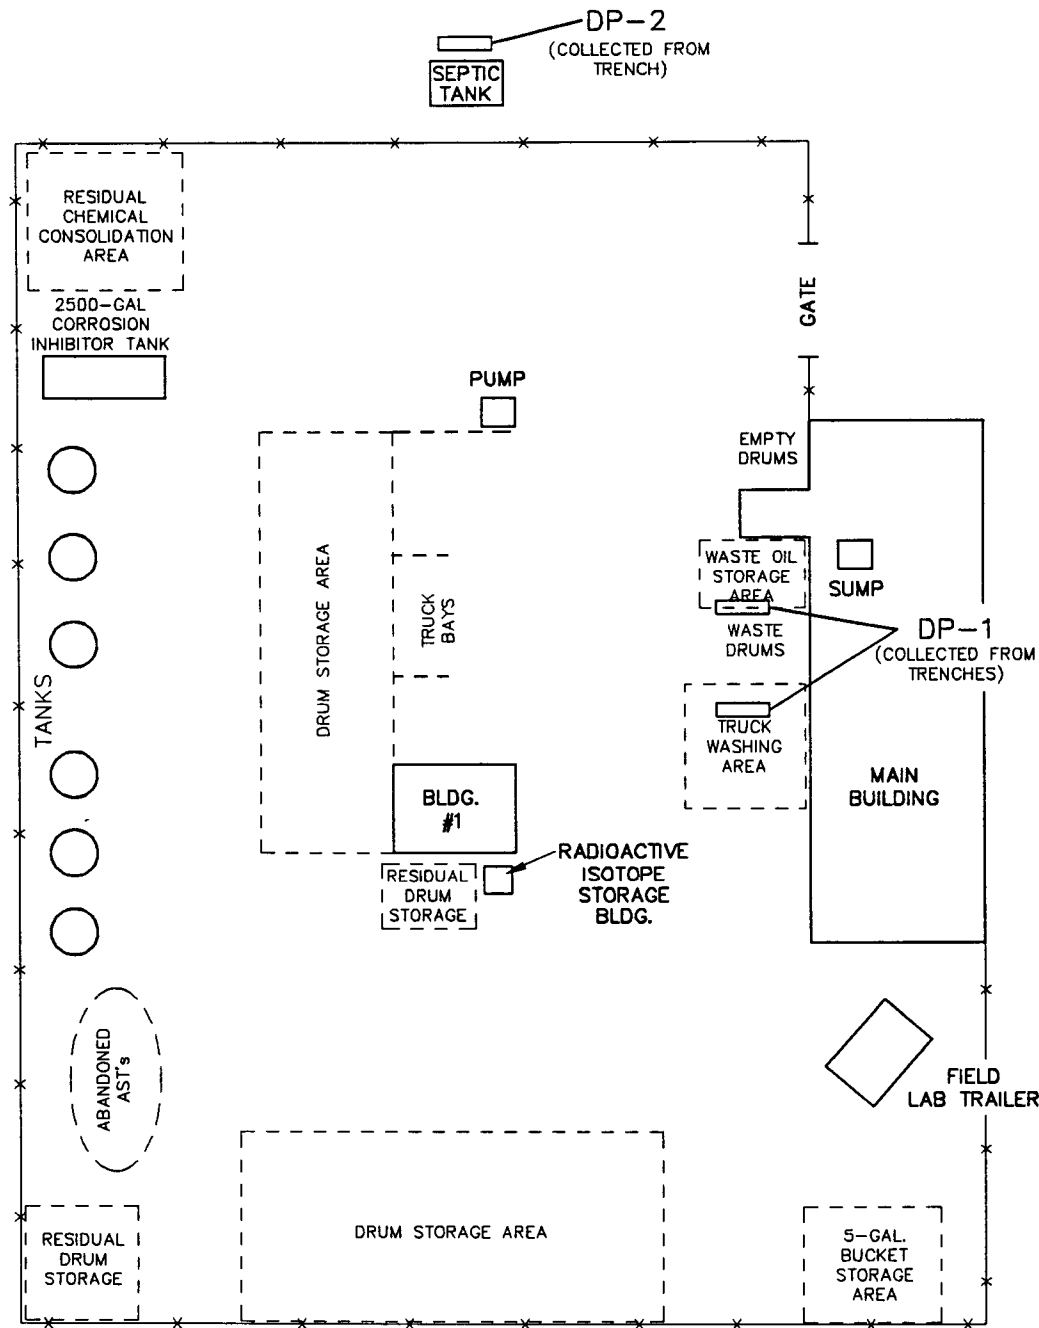 DP-2
(COLLECTED FROM
TRENCH)
SEPTIC
TANK
RESIDUAL
CHEMICAL
CONSOLIDATION
AREA
2500-GAL
CORROSION
INHIBITOR TANK
GATE
PUMP
EMPTY
DRUMS
WASTE OIL
STORAGE
AREA
SUMP
WASTE
DRUMS
DP-1
(COLLECTED FROM
TRENCHES)
DRUM STORAGE AREA
TRUCK
BAYS
TANKS
TRUCK
WASHING
AREA
MAIN
BUILDING
BLDG.
#1
RADIOACTIVE
ISOTOPE
STORAGE
BLDG.
RESIDUAL
DRUM
STORAGE
ABANDONED
AST's
FIELD
LAB TRAILER
RESIDUAL
DRUM
STORAGE
DRUM STORAGE AREA
5-GAL.
BUCKET
STORAGE
AREA